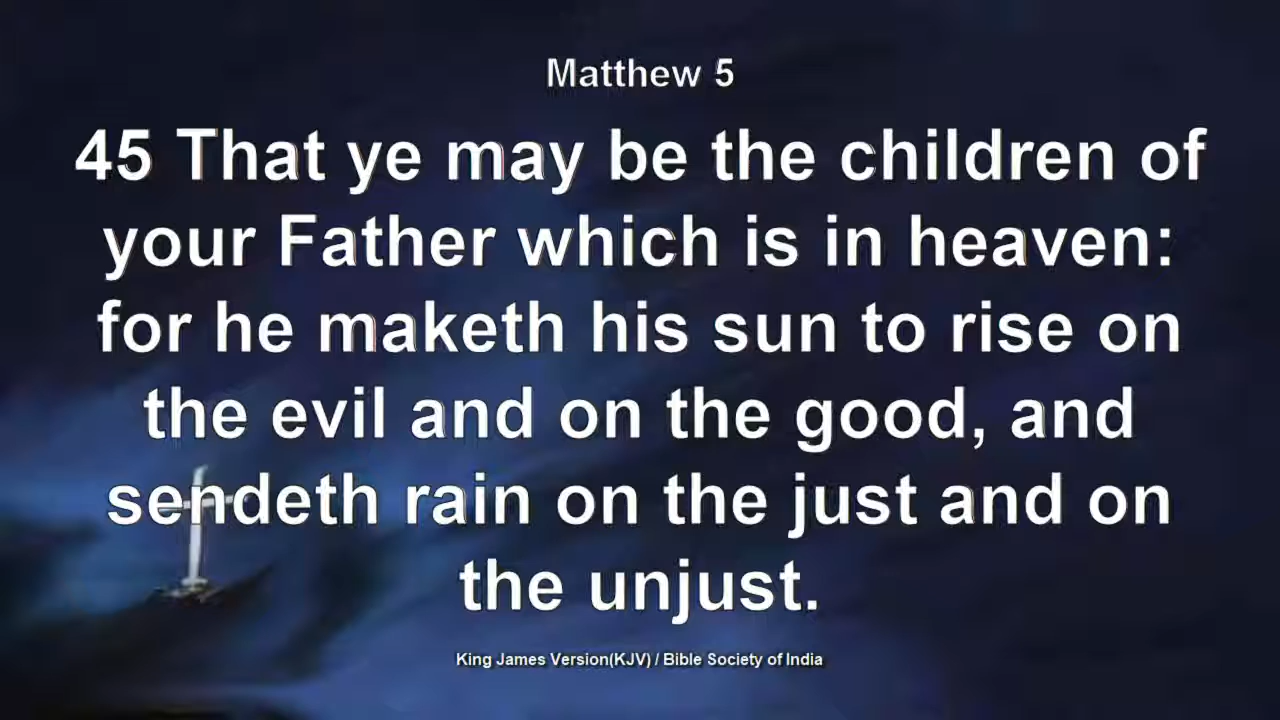 Matthew 5
45 That ye may be the children of
your Father which is in heaven:
for he maketh his sun to rise on
the evil and on the good, and
sendeth rain on the just and on
the unjust.
King James Version(KJV) / Bible Society of India